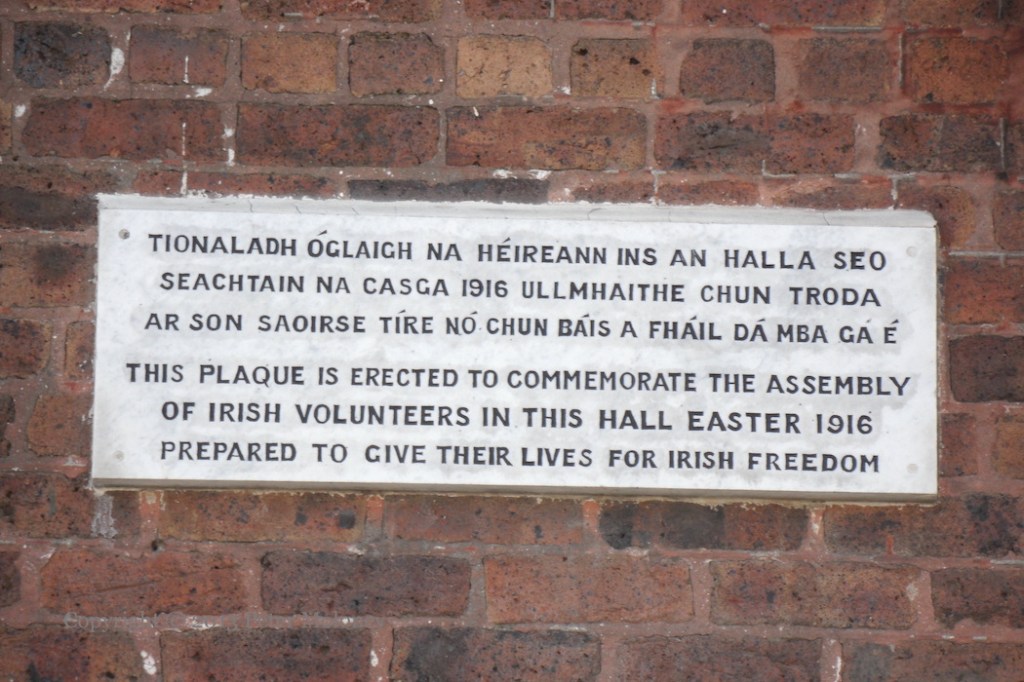 TIONALADH ÓGLAIGH NA HÉIREANN INS AN HALLA SEO
SEACHTAIN NA CASGA 1916 ULLMHAITHE CHUN TRODA
AR SON SAOIRSE TÍRE NÓ CHUN BÁIS A FHÁIL DÁ MBA GA É
THIS PLAQUE IS ERECTED TO COMMEMORATE THE ASSEMBLY
OF IRISH VOLUNTEERS IN THIS HALL EASTER 1916
PREPARED TO GIVE THEIR LIVES FOR IRISH FREEDOM